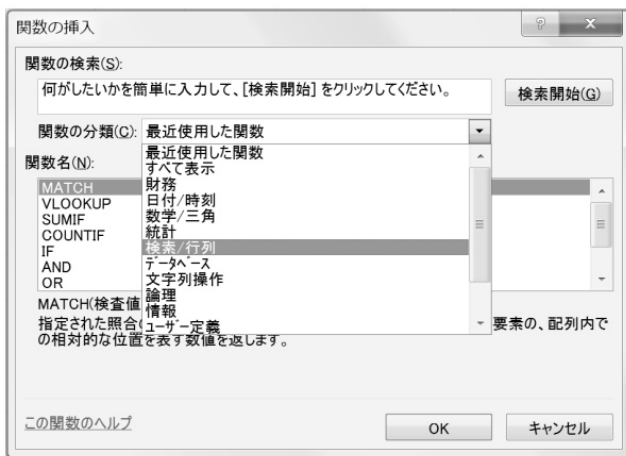 関数の挿入
関数の検索(S):
何がしたいかを簡単に入力して、[検索開始] をクリックしてください。
検索開始(G)
関数の分類(C): 最近使用した関数
最近使用した関数
すべて表示
財務
日付/時刻
数学/三角
統計
検索/行列
データベース
文字列操作
論理
情報
ユーザー定義
関数名(N):
MATCH
VLOOKUP
SUMIF
COUNTIF
IF
AND
OR
MATCH(検査値
指定された照合の 要素の、配列内で
の相対的な位置を表す数値を返します。
この関数のヘルプ
OK
キャンセル